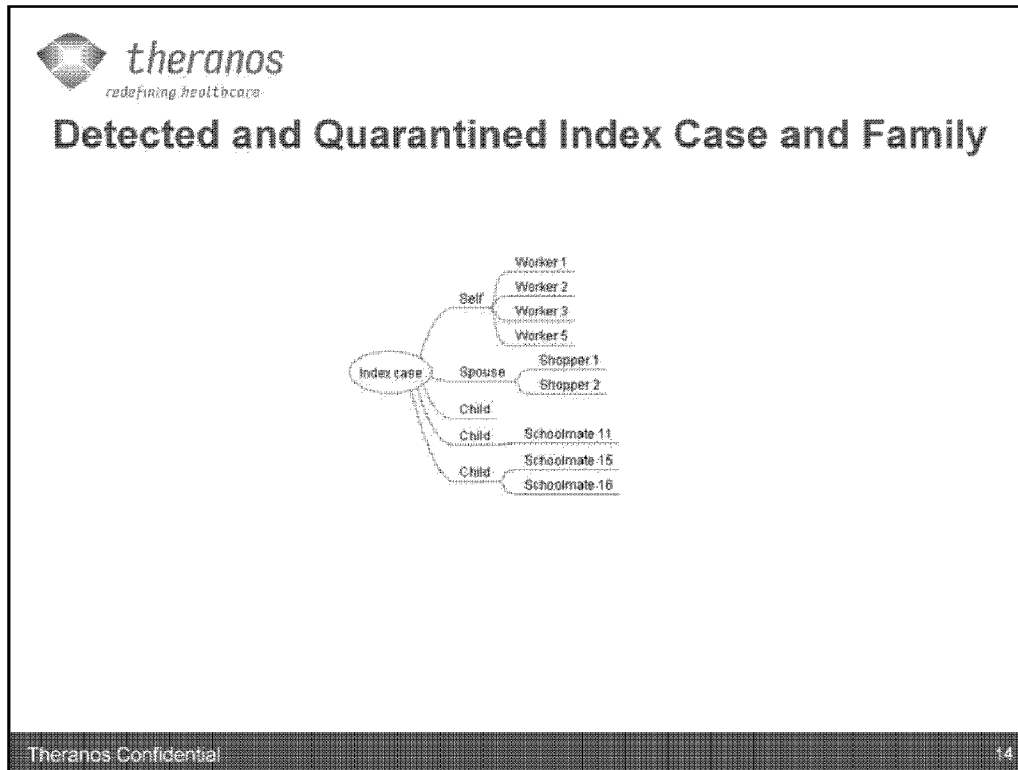 theranos
redefining healthcare
Detected and Quarantined Index Case and Family
Worker 1
Worker 2
Self
Worker 3
Worker 5
Shopper 1
Index case
Spouse
Shopper 2
Child
Child
Schoolmate 11
Schoolmate 15
Child
Schoolmate 16
Theranos Confidential
14